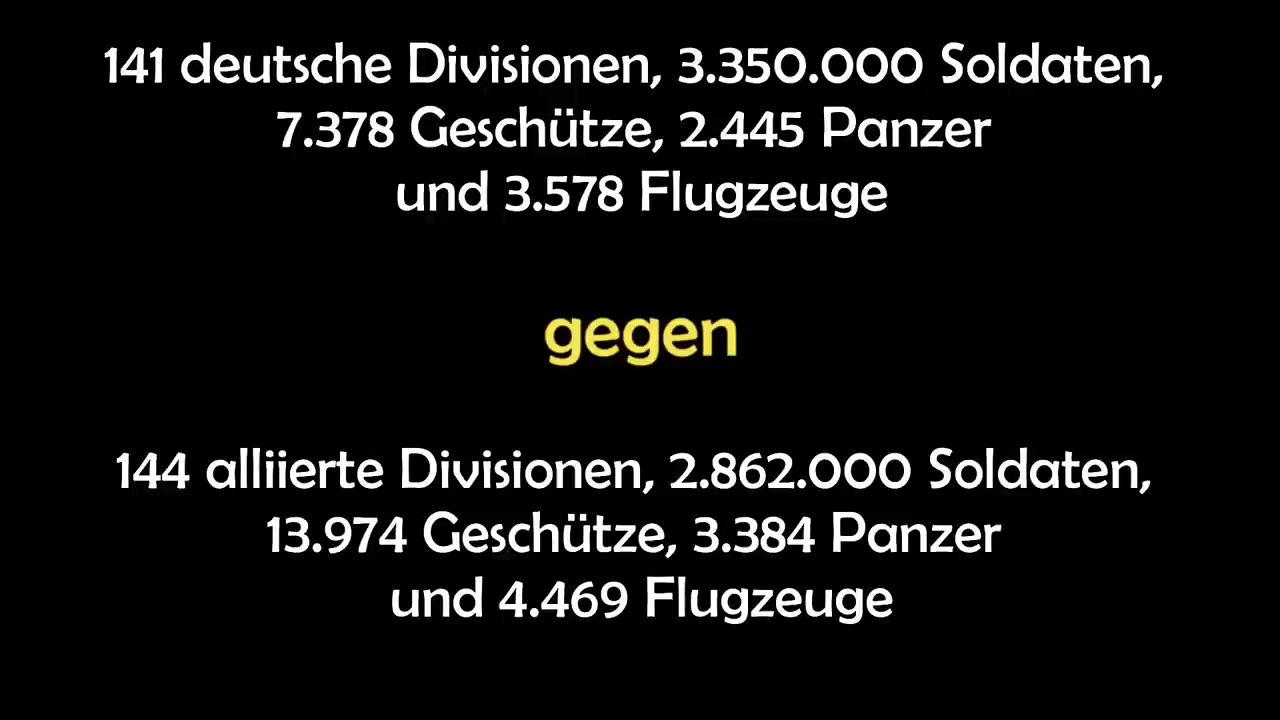 141 deutsche Divisionen, 3.350.000 Soldaten,
7.378 Geschütze, 2.445 Panzer
und 3.578 Flugzeuge
gegen
144 alliierte Divisionen, 2.862.000 Soldaten,
13.974 Geschütze, 3.384 Panzer
und 4.469 Flugzeuge